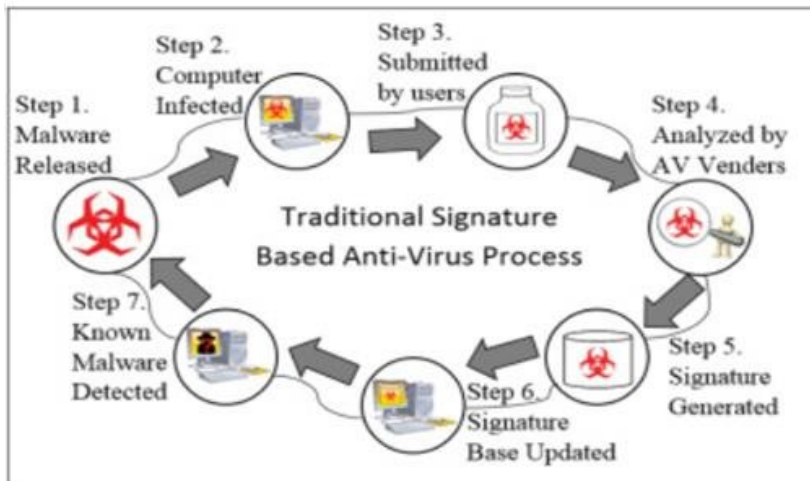 Step 1.
Malware
Released
Step 2.
Computer
Infected
Step 3.
Submitted
by users
Step 4.
Analyzed by
AV Venders
Traditional Signature
Based Anti-Virus Process
Step 5.
Signature
Generated
Step 6.
Signature
Base Updated
Step 7.
Known
Malware
Detected